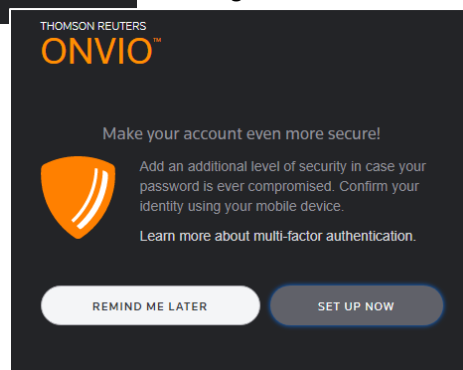 THOMSON REUTERS
ONVIO™
Make your account even more secure!
Add an additional level of security in case your
password is ever compromised. Confirm your
identity using your mobile device.
Learn more about multi-factor authentication.
REMIND ME LATER
SET UP NOW